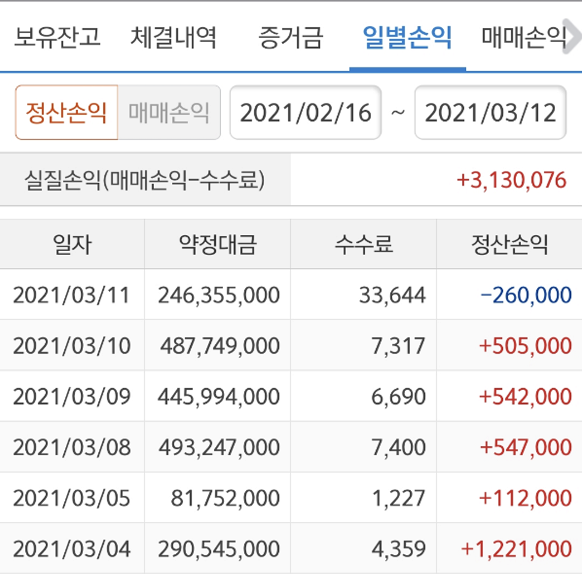 보유잔고 체결내역 증거금 일별손익 매매손익
정산손익 매매손익 2021/02/16 ~ 2021/03/12
실질손익(매매손익-수수료) +3,130,076
일자 약정대금 수수료 정산손익
2021/03/11 246,355,000 33,644 -260,000
2021/03/10 487,749,000 7,317 +505,000
2021/03/09 445,994,000 6,690 +542,000
2021/03/08 493,247,000 7,400 +547,000
2021/03/05 81,752,000 1,227 +112,000
2021/03/04 290,545,000 4,359 +1,221,000